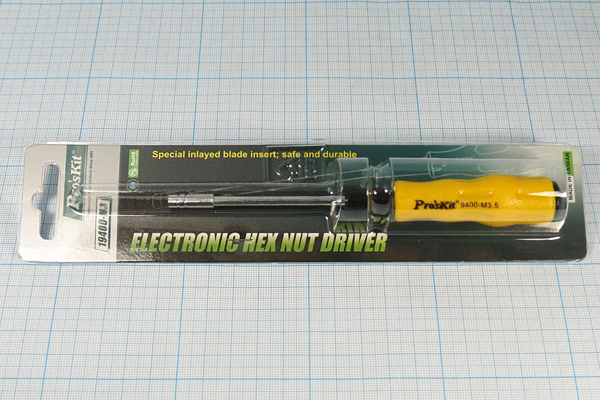 Special inlayed blade insert; safe and durable
Pro'sKit
RoHS
19400-M3
Pro'sKit 9400-M3.5
ELECTRONIC HEX NUT DRIVER
MADE IN TAIWAN